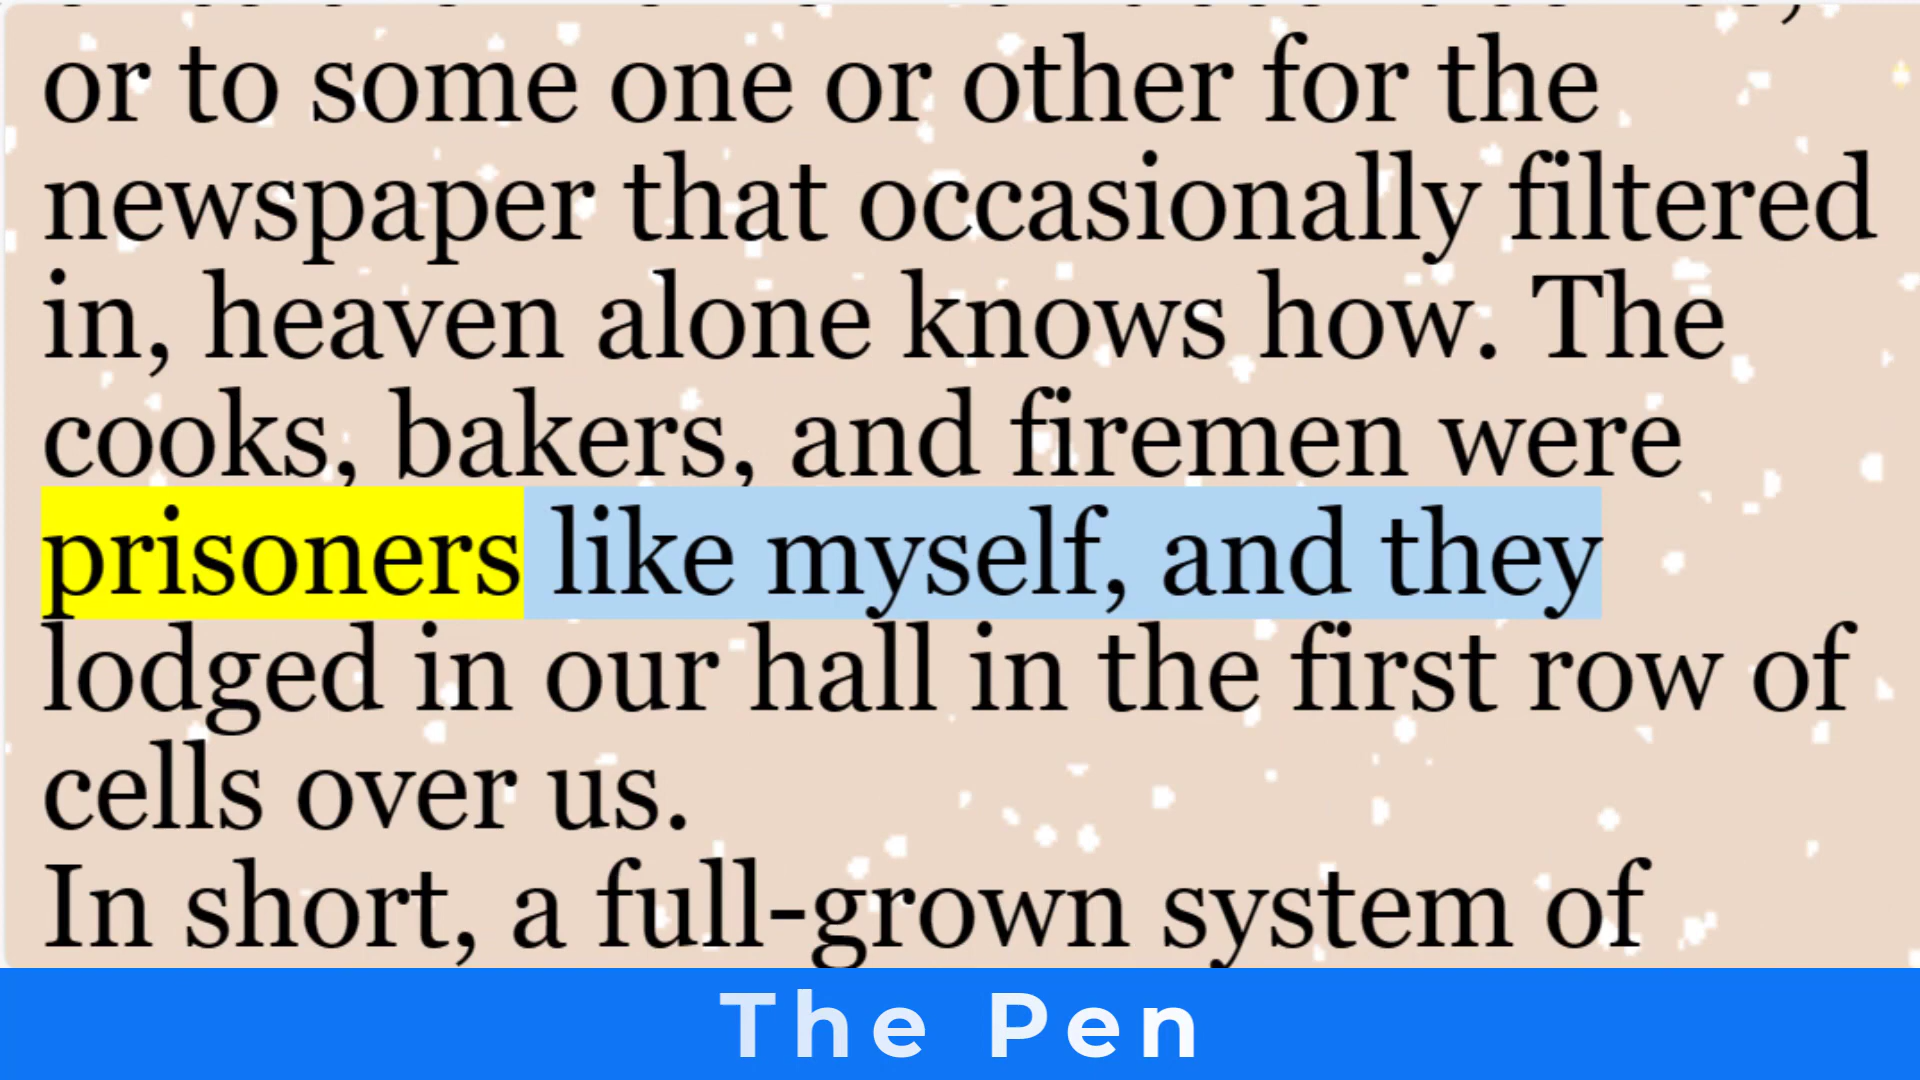 or to some one or other for the
newspaper that occasionally filtered
in, heaven alone knows how. The
cooks, bakers, and firemen were
prisoners like myself, and they
lodged in our hall in the first row of
cells over us.
In short, a full-grown system of
The Pen